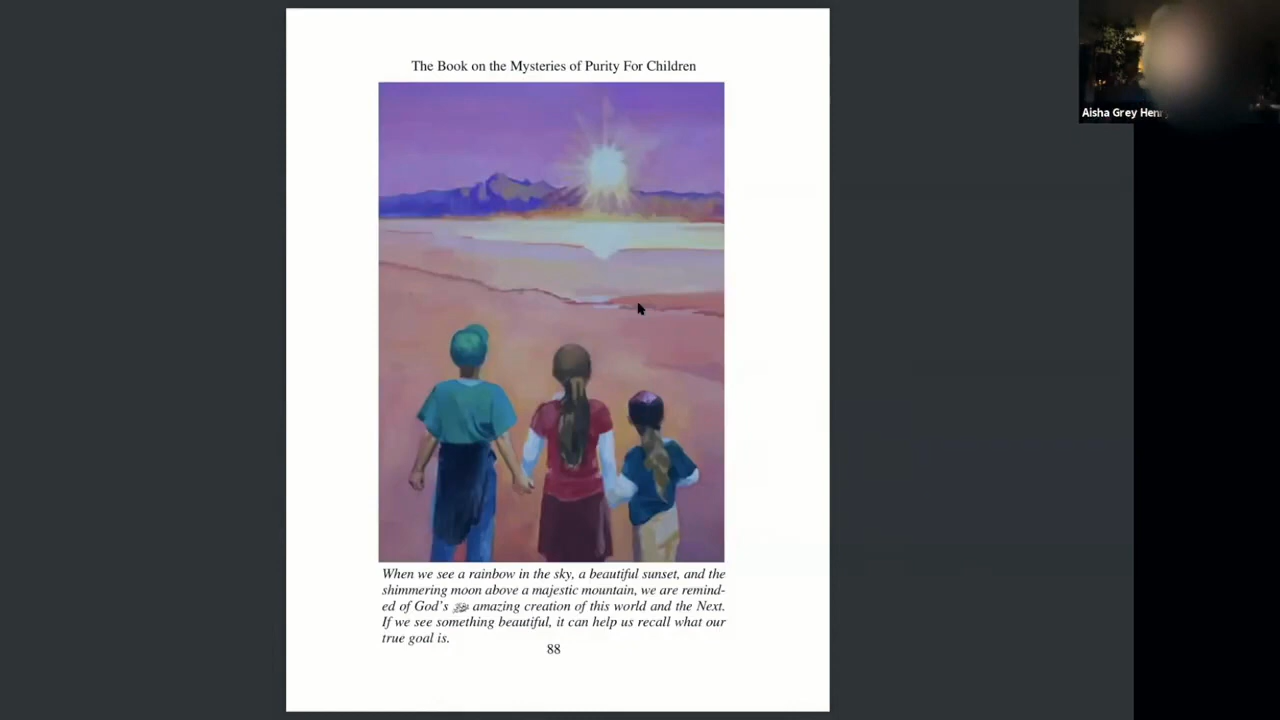 The Book on the Mysteries of Purity For Children
When we see a rainbow in the sky, a beautiful sunset, and the
shimmering moon above a majestic mountain, we are remind-
ed of God's amazing creation of this world and the Next.
If we see something beautiful, it can help us recall what our
true goal is.
88
Aisha Grey